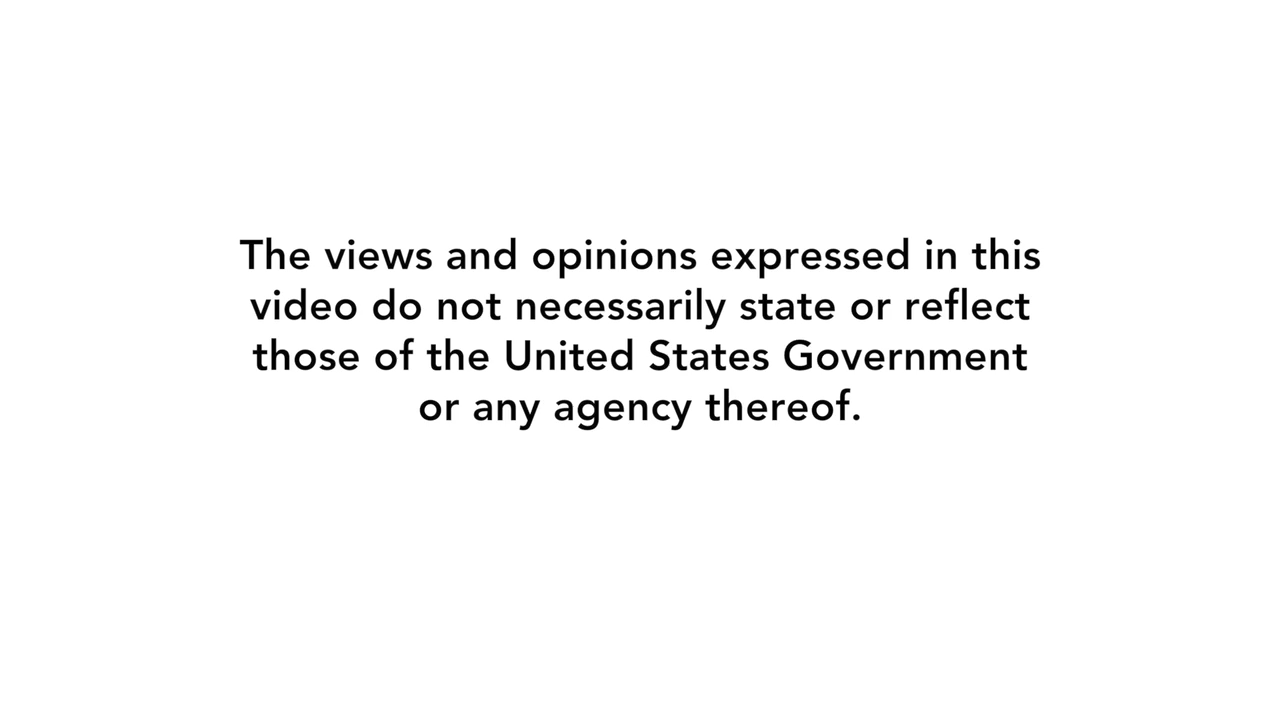 The views and opinions expressed in this
video do not necessarily state or reflect
those of the United States Government
or any agency thereof.